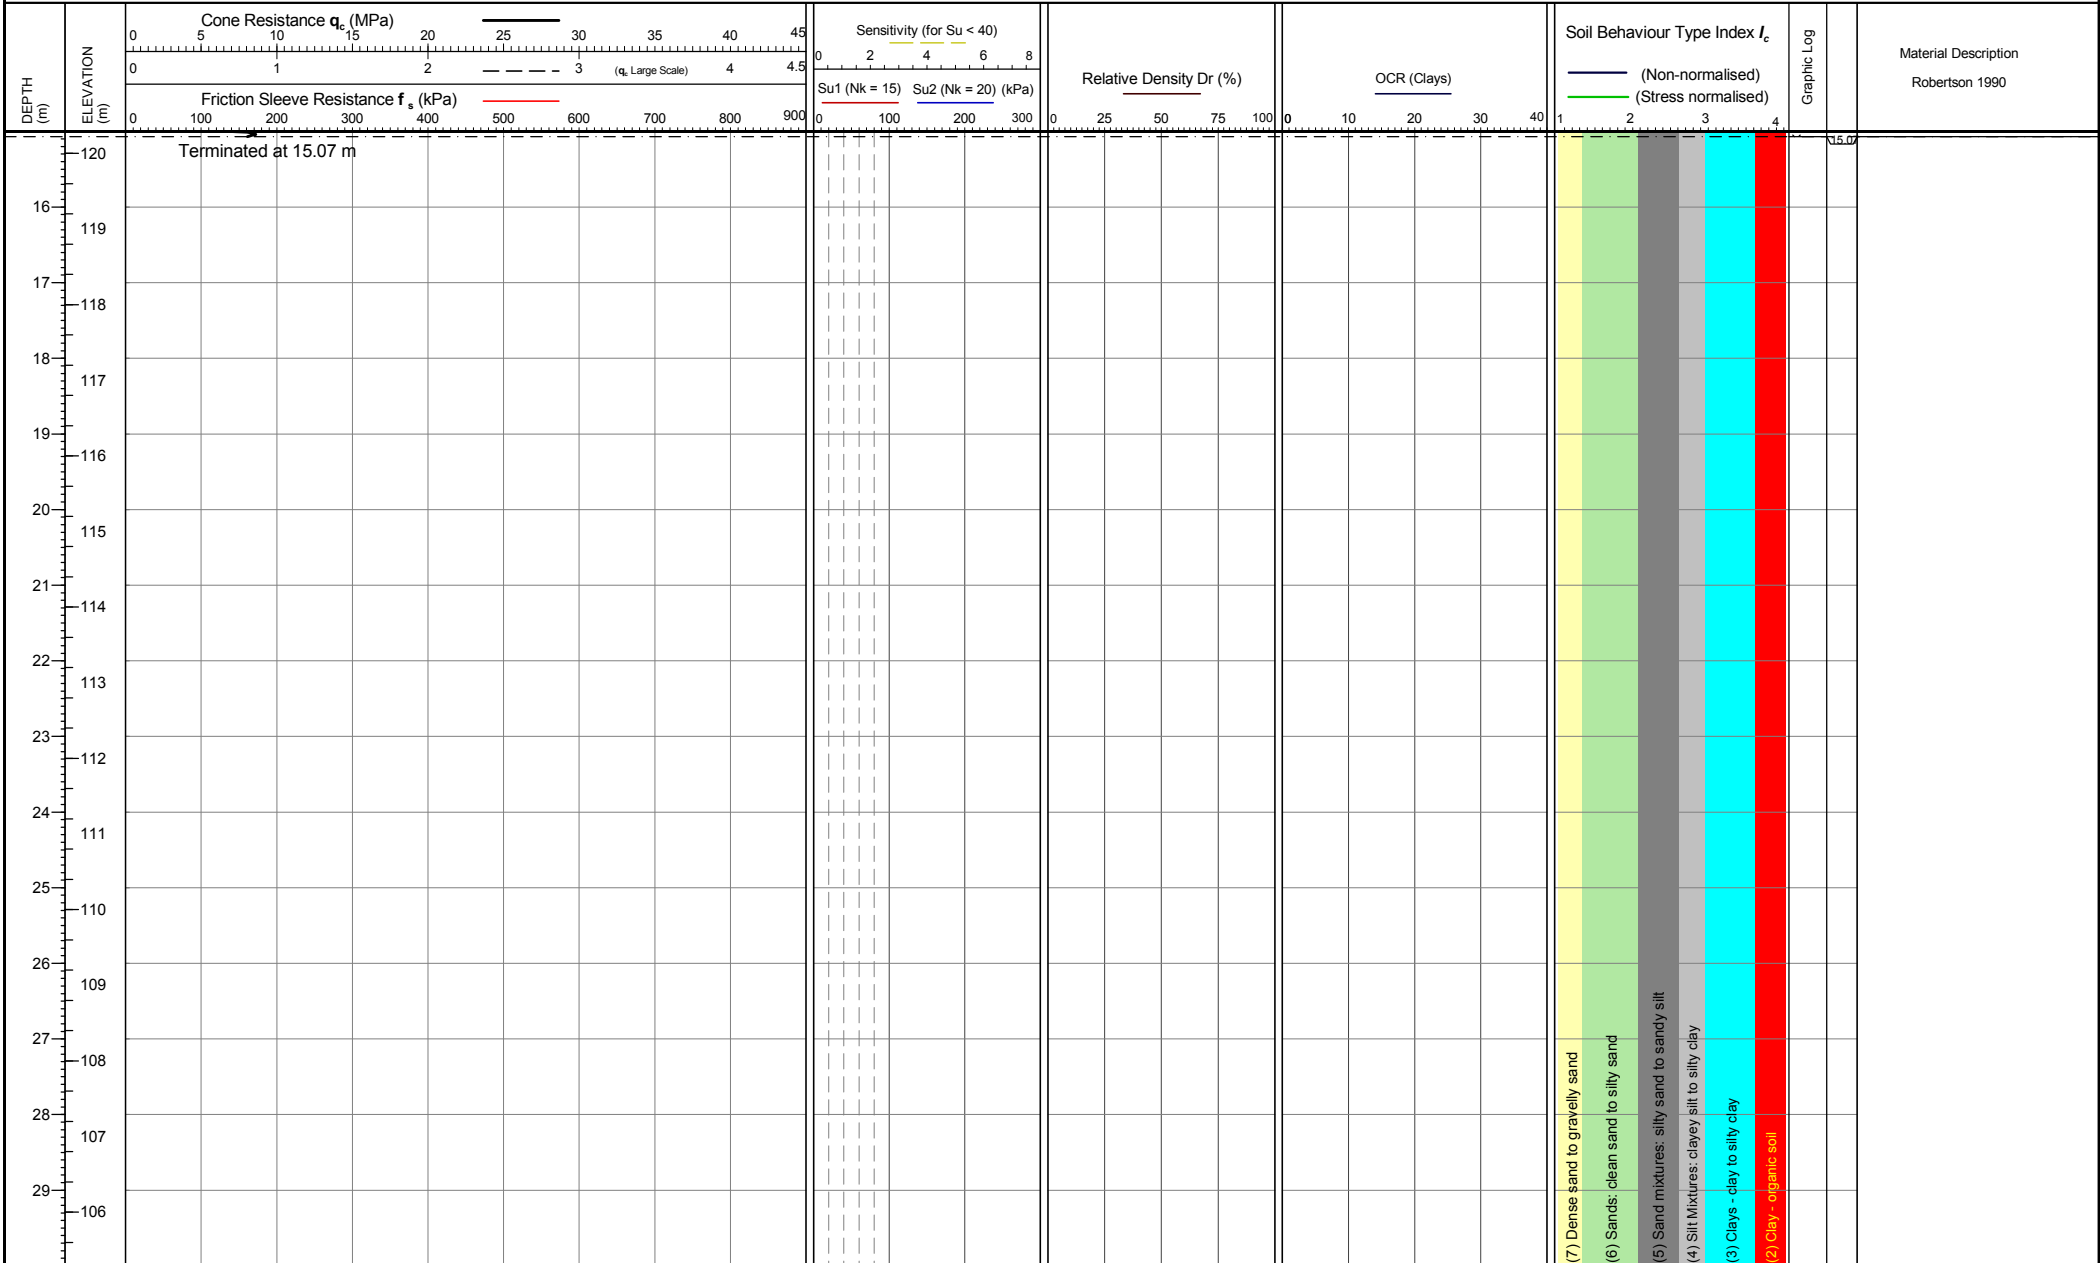 DEPTH
(m)
ELEVATION
(m)
Cone Resistance qc (MPa)
0 5 10 15 20 25 30 35 40 45
0 1 2 3 (qc Large Scale) 4 4.5
Friction Sleeve Resistance fs (kPa)
0 100 200 300 400 500 600 700 800 900
Sensitivity (for Su < 40)
0 2 4 6 8
Su1 (Nk = 15) Su2 (Nk = 20) (kPa)
0 100 200 300
Relative Density Dr (%)
0 25 50 75 100
OCR (Clays)
0 10 20 30 40
Soil Behaviour Type Index Ic
(Non-normalised)
(Stress normalised)
1 2 3 4
Graphic Log
Material Description
Robertson 1990
Terminated at 15.07 m
120
16
119
17
118
18
117
19
116
20
115
21
114
22
113
23
112
24
111
25
110
26
109
27
108
28
107
29
106
(7) Dense sand to gravelly sand
(6) Sands: clean sand to silty sand
(5) Sand mixtures: silty sand to sandy silt
(4) Silt Mixtures: clayey silt to silty clay
(3) Clays - clay to silty clay
(2) Clay - organic soil